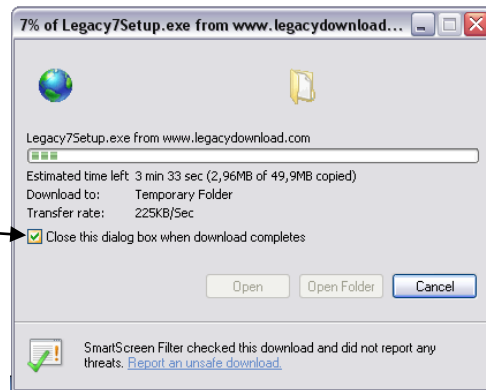 7% of Legacy7Setup.exe from www.legacydownload...
Legacy7Setup.exe from www.legacydownload.com
Estimated time left 3 min 33 sec (2,96MB of 49,9MB copied)
Download to: Temporary Folder
Transfer rate: 225KB/Sec
Close this dialog box when download completes
Open Open Folder Cancel
SmartScreen Filter checked this download and did not report any
threats. Report an unsafe download.